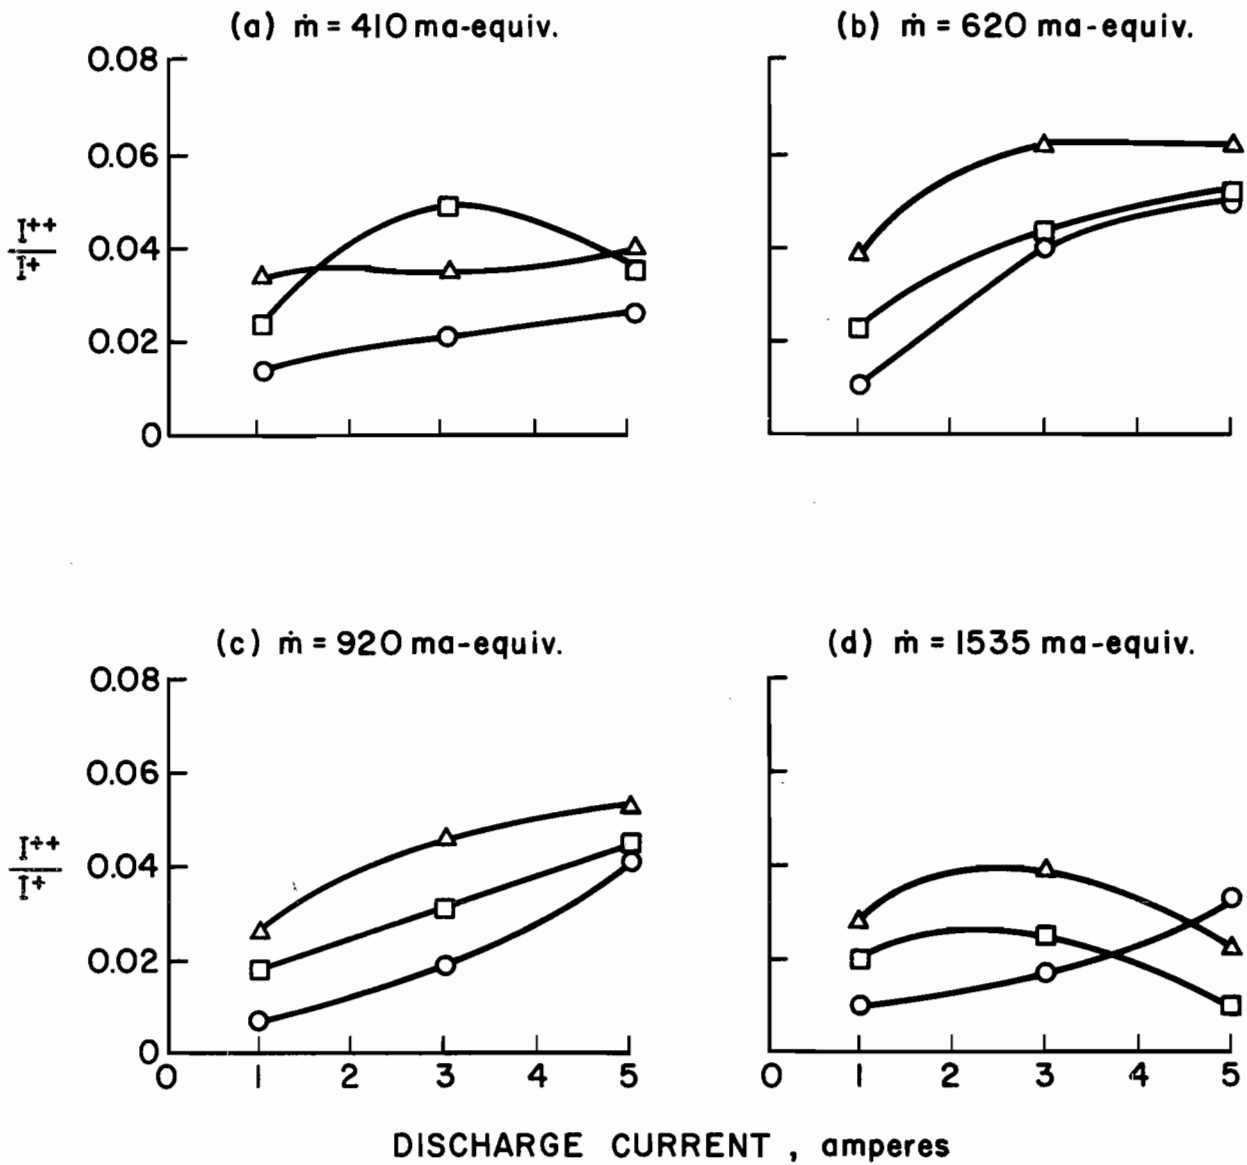 (a) ṁ = 410 ma-equiv.
(b) ṁ = 620 ma-equiv.
0.08
0.06
I++
0.04
I+
0.02
0
(c) ṁ = 920 ma-equiv.
(d) ṁ = 1535 ma-equiv.
0.08
0.06
I++
0.04
I+
0.02
0
0 1 2 3 4 5
0 1 2 3 4 5
DISCHARGE CURRENT , amperes